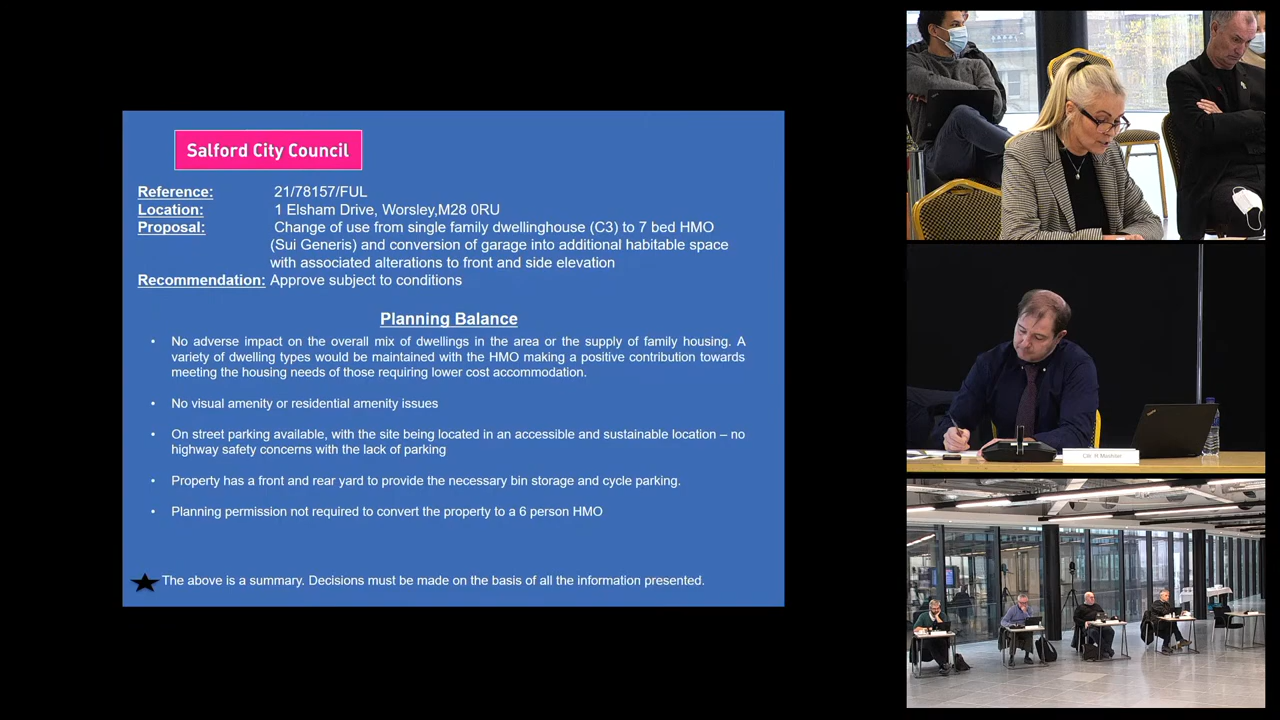 Salford City Council
Reference: 21/78157/FUL
Location: 1 Elsham Drive, Worsley,M28 0RU
Proposal: Change of use from single family dwellinghouse (C3) to 7 bed HMO
(Sui Generis) and conversion of garage into additional habitable space
with associated alterations to front and side elevation
Recommendation: Approve subject to conditions
Planning Balance
• No adverse impact on the overall mix of dwellings in the area or the supply of family housing. A
variety of dwelling types would be maintained with the HMO making a positive contribution towards
meeting the housing needs of those requiring lower cost accommodation.
• No visual amenity or residential amenity issues
• On street parking available, with the site being located in an accessible and sustainable location – no
highway safety concerns with the lack of parking
• Property has a front and rear yard to provide the necessary bin storage and cycle parking.
• Planning permission not required to convert the property to a 6 person HMO
The above is a summary. Decisions must be made on the basis of all the information presented.